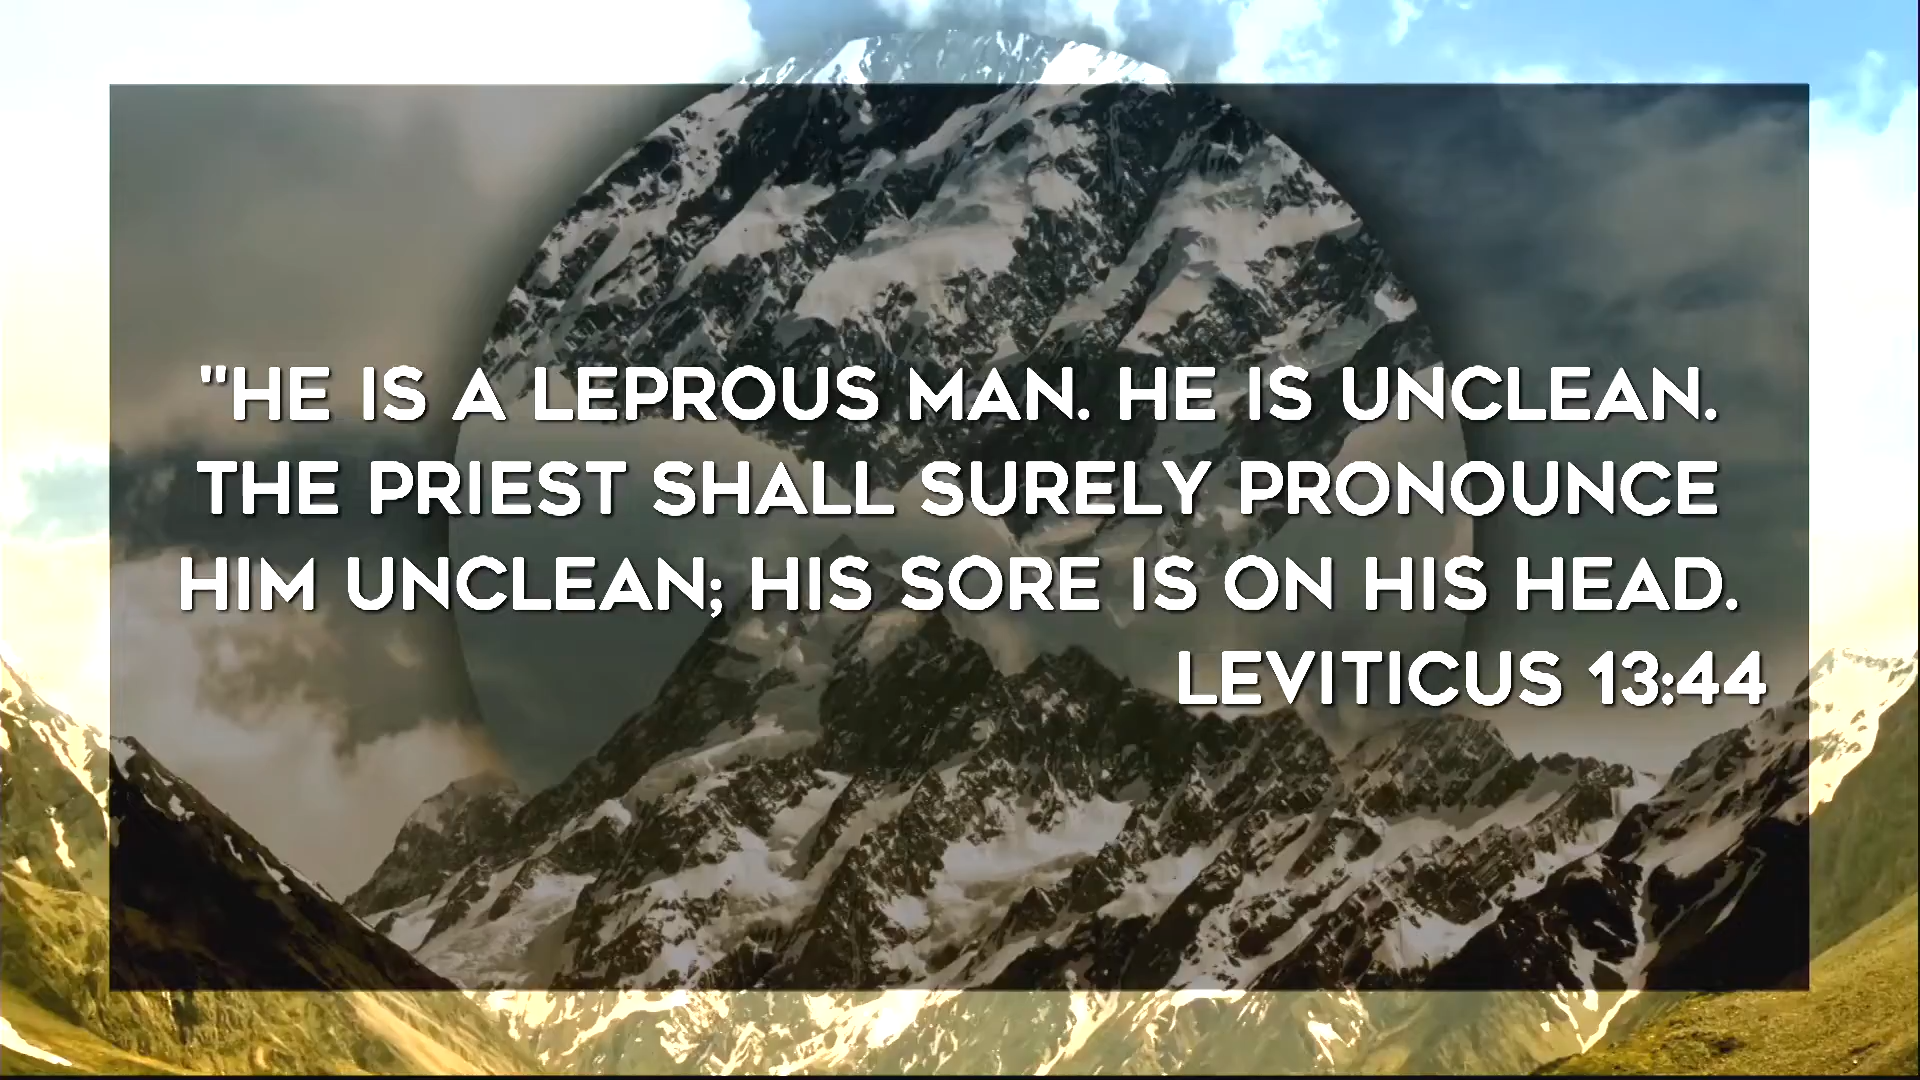 "HE IS A LEPROUS MAN. HE IS UNCLEAN.
THE PRIEST SHALL SURELY PRONOUNCE
HIM UNCLEAN; HIS SORE IS ON HIS HEAD.
LEVITICUS 13:44